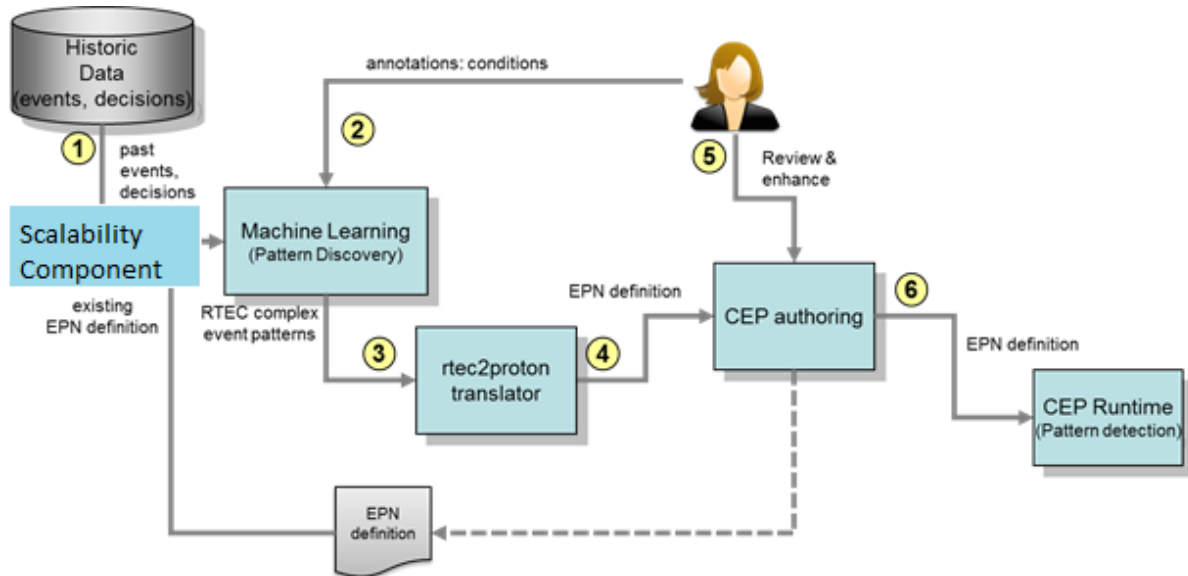 Historic
Data
(events, decisions)
annotations: conditions
1
past
events,
decisions
2
5
Review &
enhance
Scalability
Component
Machine Learning
(Pattern Discovery)
existing
EPN definition
RTEC complex
event patterns
3
rtec2proton
translator
4
EPN definition
CEP authoring
6
EPN definition
CEP Runtime
(Pattern detection)
EPN
definition